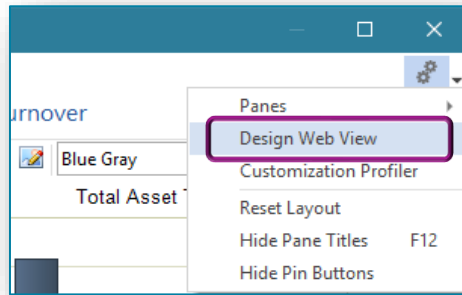 urnover
Panes
Design Web View
Blue Gray
Customization Profiler
Total Asset
Reset Layout
Hide Pane Titles F12
Hide Pin Buttons